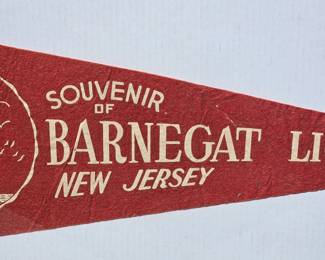 SOUVENIR
OF
BARNEGAT LI
NEW JERSEY